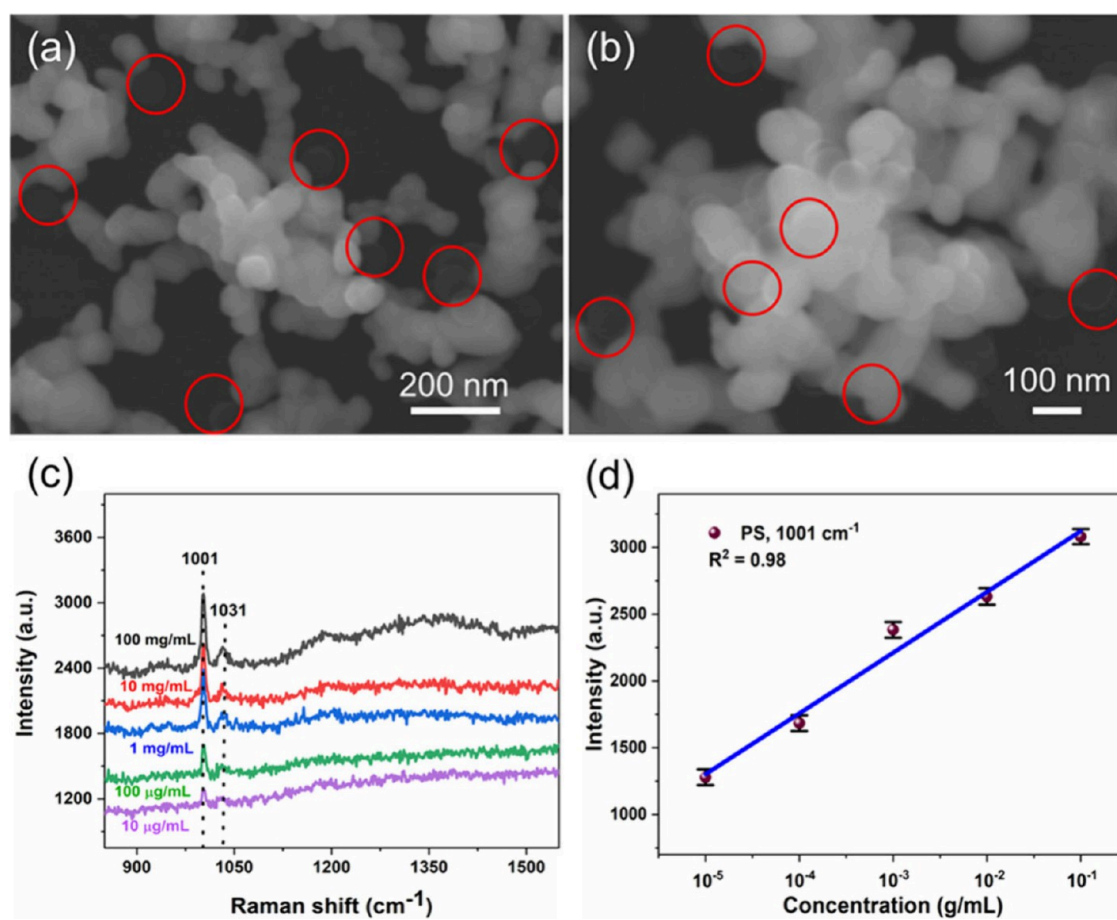 (a)
200 nm
(b)
100 nm
(c)
Intensity (a.u.)
3600
3000
2400
1800
1200
1001
1031
100 mg/mL
10 mg/mL
1 mg/mL
100 μg/mL
10 μg/mL
900
1050
1200
1350
1500
Raman shift (cm⁻¹)
(d)
Intensity (a.u.)
3000
2500
2000
1500
1000
PS, 1001 cm⁻¹
R² = 0.98
10⁻⁵
10⁻⁴
10⁻³
10⁻²
10⁻¹
Concentration (g/mL)